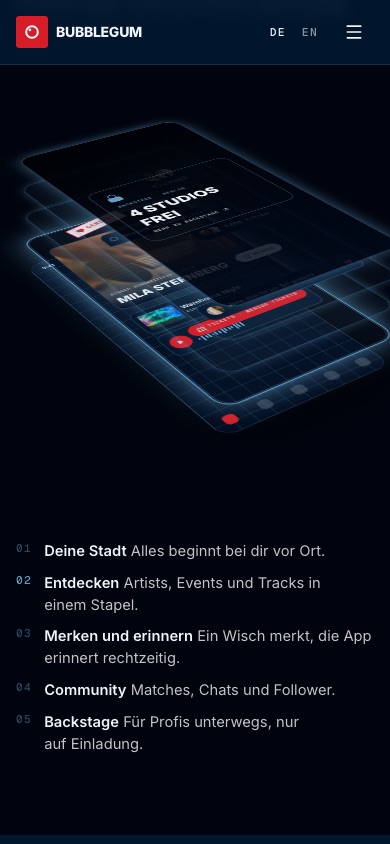 BUBBLEGUM
DE EN
4 STUDIOS
FREI
01 Deine Stadt Alles beginnt bei dir vor Ort.
02 Entdecken Artists, Events und Tracks in
einem Stapel.
03 Merken und erinnern Ein Wisch merkt, die App
erinnert rechtzeitig.
04 Community Matches, Chats und Follower.
05 Backstage Für Profis unterwegs, nur
auf Einladung.